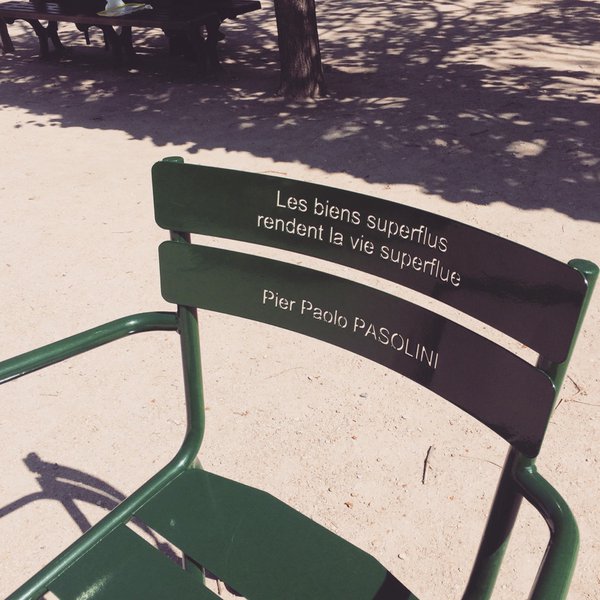 Les biens superflus
rendent la vie superflue
Pier Paolo PASOLINI